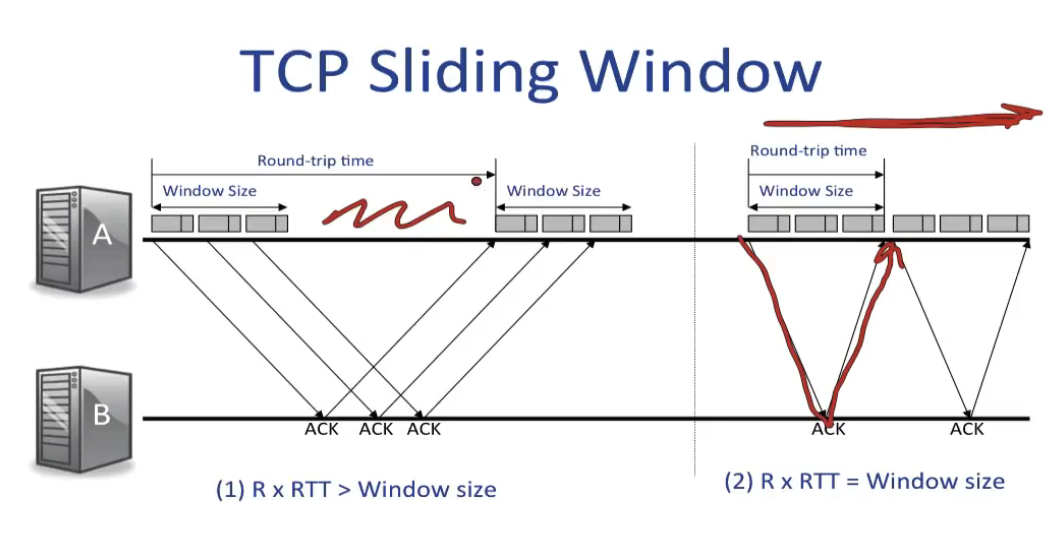 TCP Sliding Window
Round-trip time
Window Size
Window Size
Round-trip time
Window Size
A
B
ACK ACK ACK
ACK ACK
(1) R x RTT > Window size
(2) R x RTT = Window size